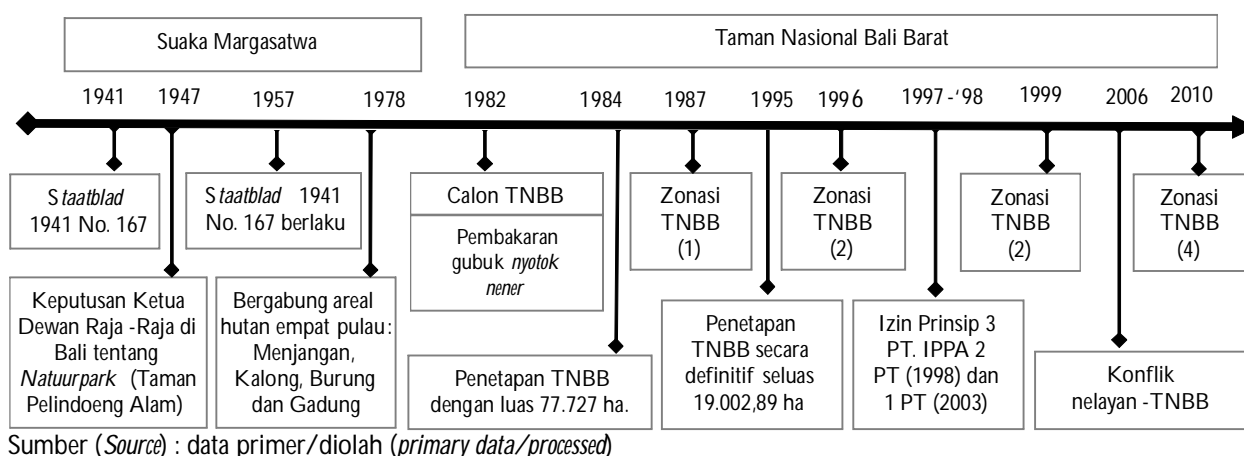 Suaka Margasatwa
Taman Nasional Bali Barat
1941
1947
1957
1978
1982
1984
1987
1995
1996
1997 -‘98
1999
2006
2010
Staatblad
1941 No. 167
Staatblad 1941
No. 167 berlaku
Calon TNBB
Pembakaran
gubuk nyotok
nener
Zonasi
TNBB
(1)
Zonasi
TNBB
(2)
Zonasi
TNBB
(2)
Zonasi
TNBB
(4)
Keputusan Ketua
Dewan Raja -Raja di
Bali tentang
Natuurpark (Taman
Pelindoeng Alam)
Bergabung areal
hutan empat pulau:
Menjangan,
Kalong, Burung
dan Gadung
Penetapan TNBB
dengan luas 77.727 ha.
Penetapan
TNBB secara
definitif seluas
19.002,89 ha
Izin Prinsip 3
PT. IPPA 2
PT (1998) dan
1 PT (2003)
Konflik
nelayan -TNBB
Sumber (Source) : data primer/diolah (primary data/processed)